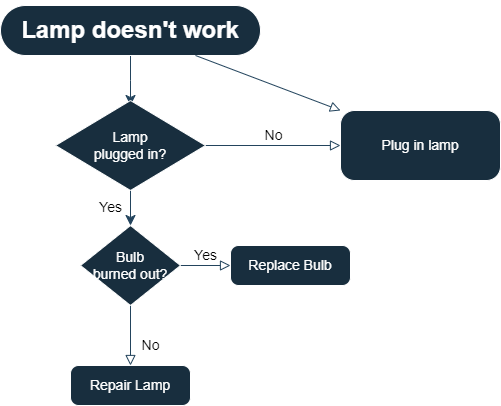 Lamp doesn't work
Lamp
plugged in?
No
Plug in lamp
Yes
Bulb
burned out?
Yes
Replace Bulb
No
Repair Lamp